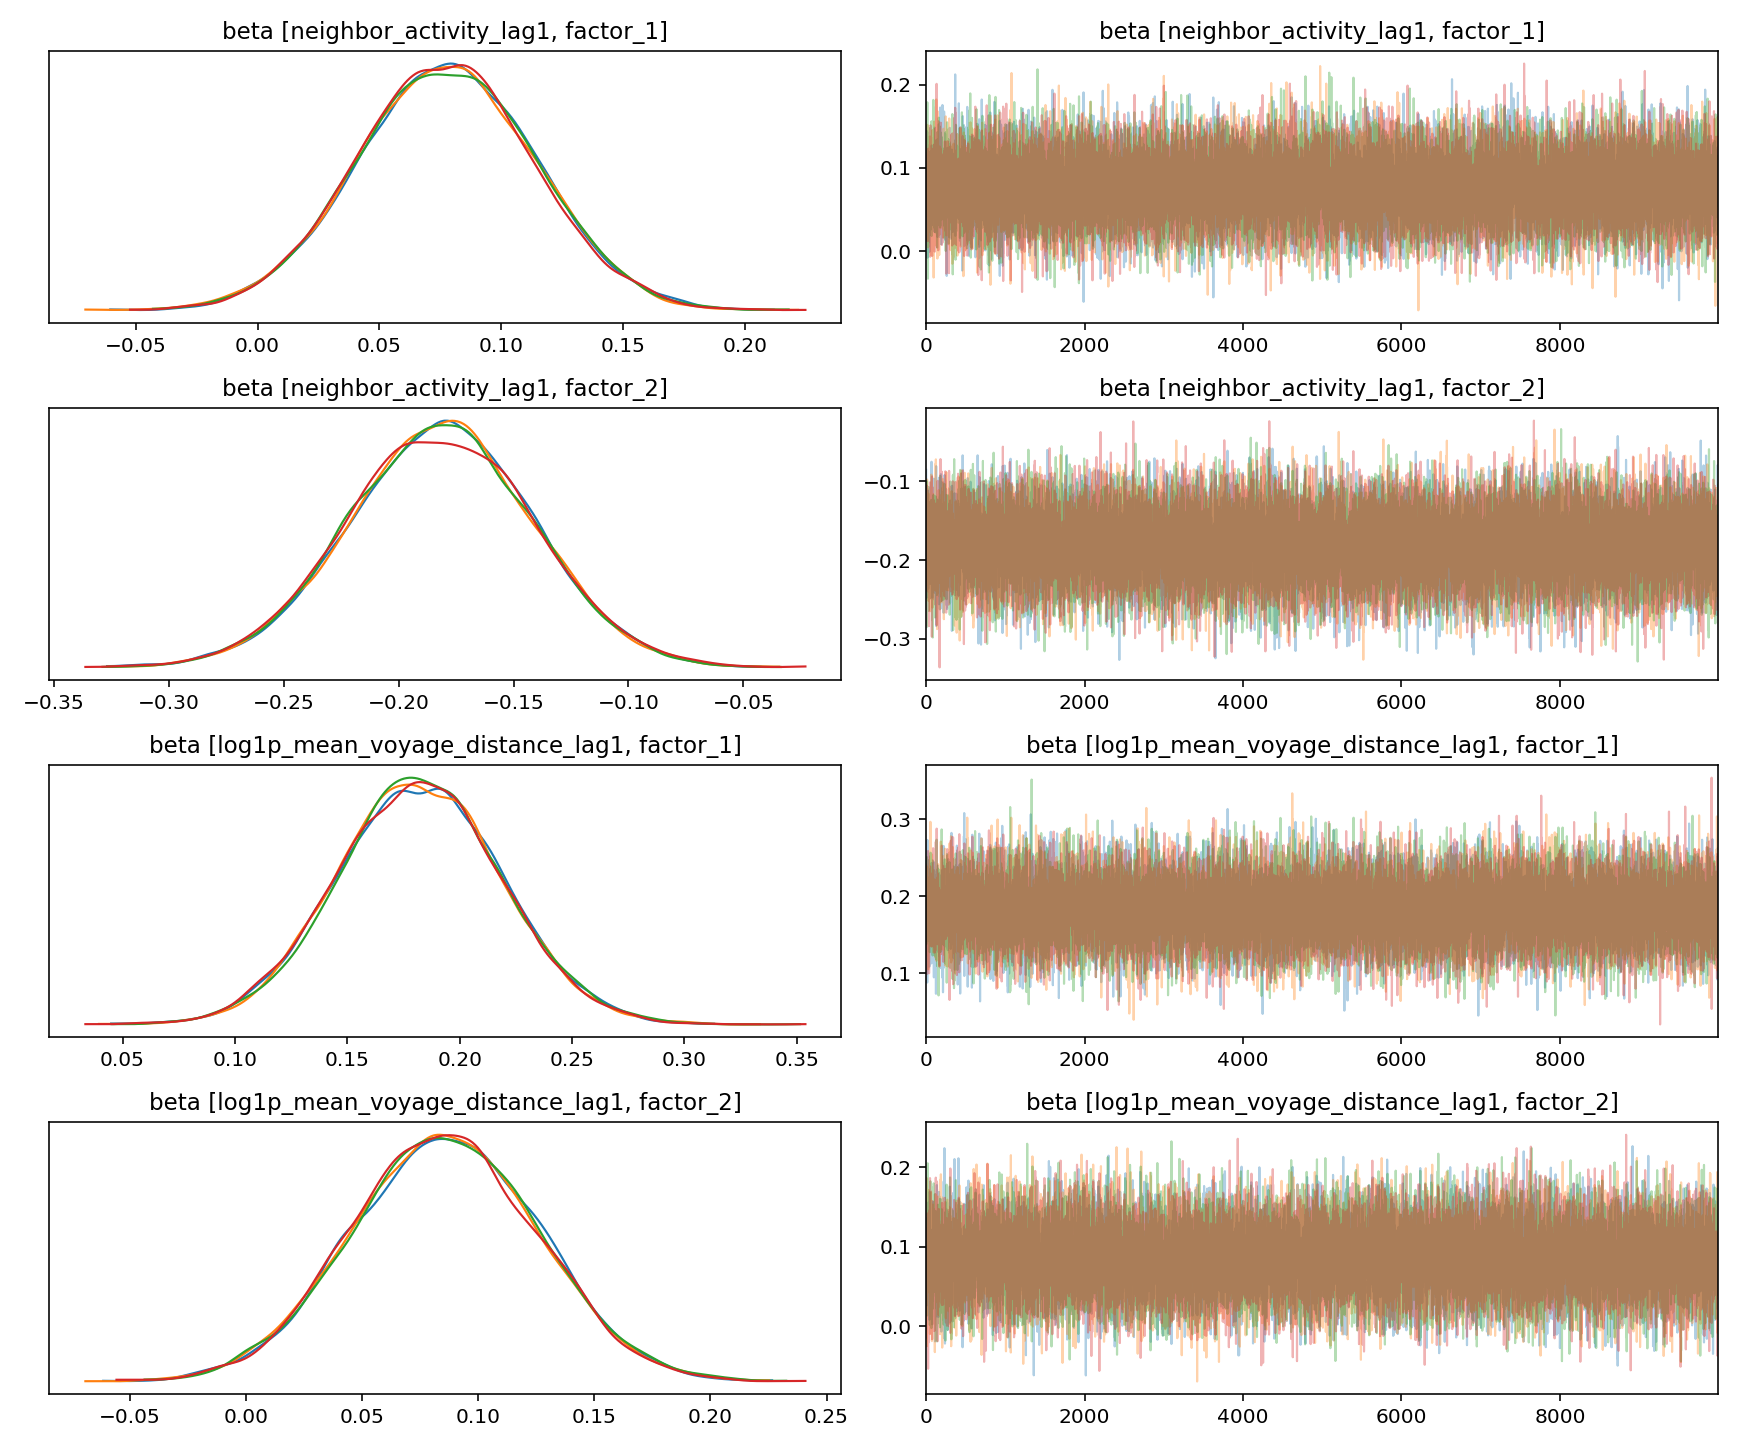 beta [neighbor_activity_lag1, factor_1]
beta [neighbor_activity_lag1, factor_1]
0.2
0.1
0.0
−0.05 0.00 0.05 0.10 0.15 0.20
0 2000 4000 6000 8000
beta [neighbor_activity_lag1, factor_2]
beta [neighbor_activity_lag1, factor_2]
−0.1
−0.2
−0.3
−0.35 −0.30 −0.25 −0.20 −0.15 −0.10 −0.05
0 2000 4000 6000 8000
beta [log1p_mean_voyage_distance_lag1, factor_1]
beta [log1p_mean_voyage_distance_lag1, factor_1]
0.3
0.2
0.1
0.05 0.10 0.15 0.20 0.25 0.30 0.35
0 2000 4000 6000 8000
beta [log1p_mean_voyage_distance_lag1, factor_2]
beta [log1p_mean_voyage_distance_lag1, factor_2]
0.2
0.1
0.0
−0.05 0.00 0.05 0.10 0.15 0.20 0.25
0 2000 4000 6000 8000